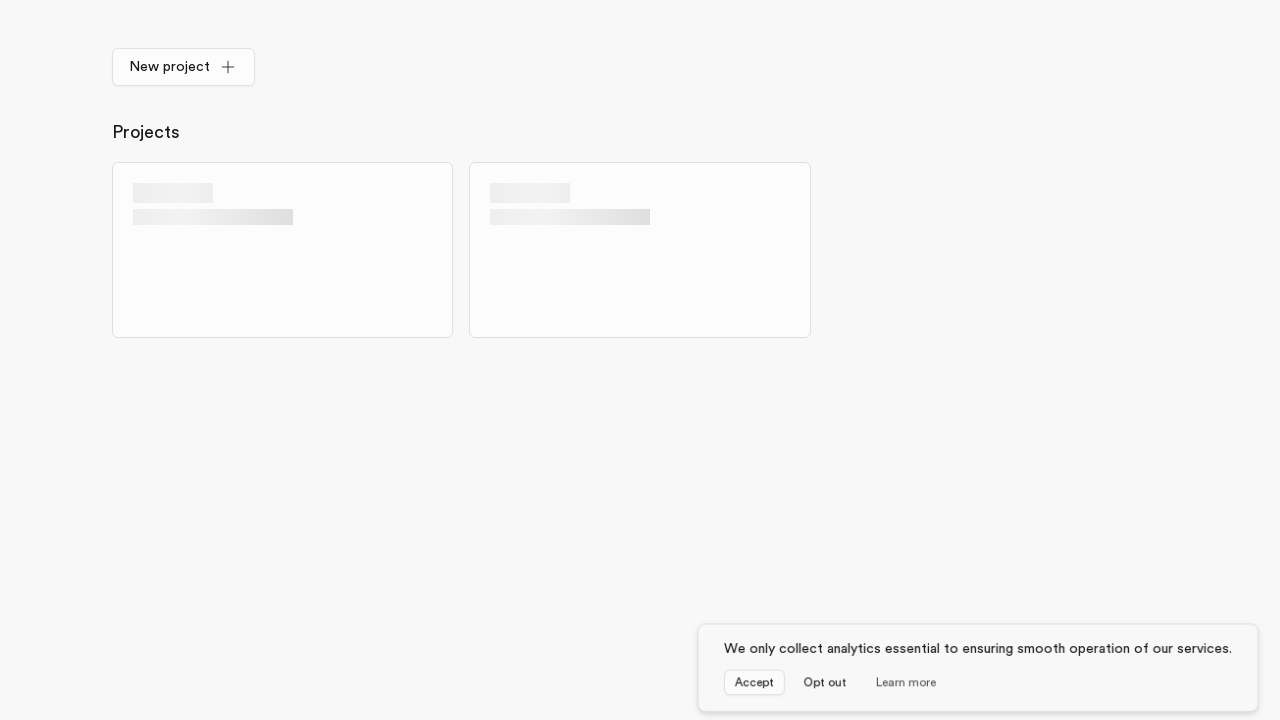 New project
Projects
We only collect analytics essential to ensuring smooth operation of our services.
Accept Opt out Learn more